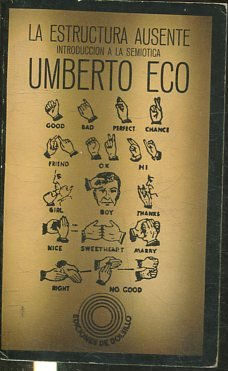 LA ESTRUCTURA AUSENTE
INTRODUCCION A LA SEMIOTICA
UMBERTO ECO
GOOD BAD PERFECT CHANCE
FRIEND OK HI
GIRL BOY THANKS
NICE SWEETHEART MARRY
RIGHT NO GOOD
EDICIONES DE BOLSILLO